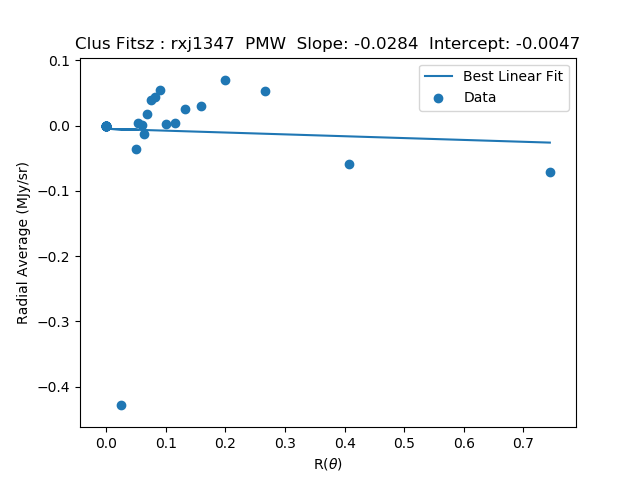 Clus Fitsz : rxj1347  PMW  Slope: -0.0284  Intercept: -0.0047
Best Linear Fit
Data
0.1
0.0
−0.1
−0.2
−0.3
−0.4
Radial Average (MJy/sr)
0.0 0.1 0.2 0.3 0.4 0.5 0.6 0.7
R(θ)